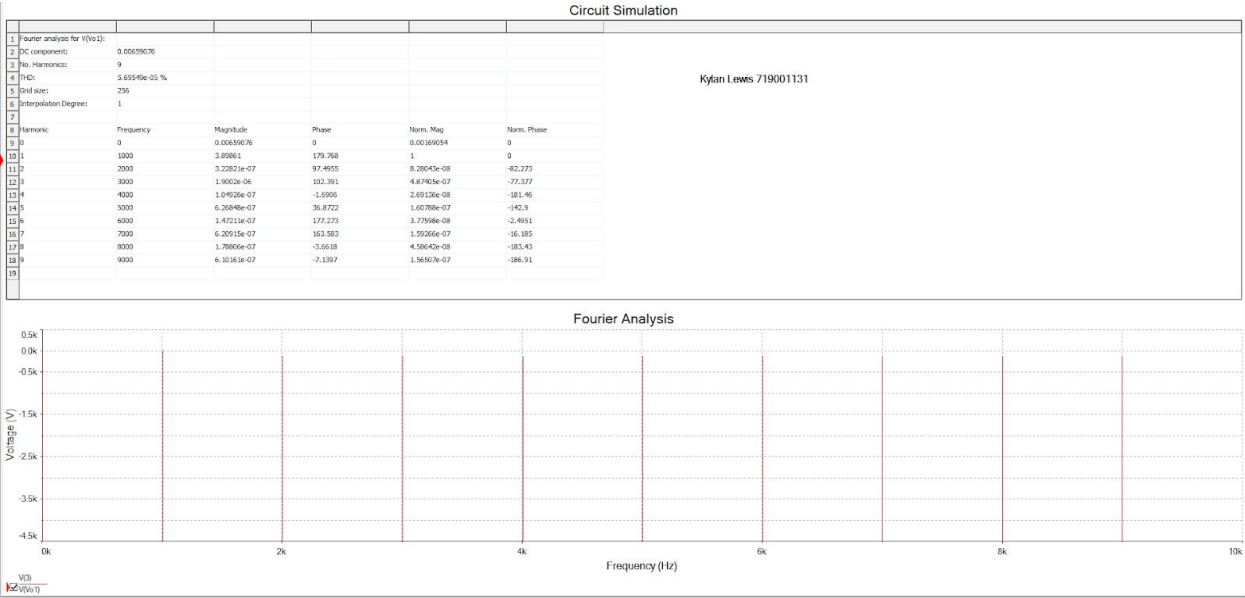 Circuit Simulation
1 Fourier analysis for V(Vo1):
2 DC component: 0.00659076
3 No. Harmonics: 9
4 THD: 5.69549e-05 %
5 Grid size: 256
6 Interpolation Degree: 1
7
8 Harmonic Frequency Magnitude Phase Norm. Mag Norm. Phase
9 0 0 0.00659076 0 0.00169054 0
10 1 1000 3.89861 179.768 1 0
11 2 2000 3.22821e-07 97.4955 8.28043e-08 -82.273
12 3 3000 1.9002e-06 102.391 4.87405e-07 -77.377
13 4 4000 1.04926e-07 -1.6906 2.69136e-08 -181.46
14 5 5000 6.26848e-07 36.8722 1.60788e-07 -142.9
15 6 6000 1.47211e-07 177.273 3.77598e-08 -2.4951
16 7 7000 6.20915e-07 163.583 1.59266e-07 -16.185
17 8 8000 1.78806e-07 -3.6618 4.58642e-08 -183.43
18 9 9000 6.10161e-07 -7.1397 1.56507e-07 -186.91
19
Kylan Lewis 719001131
Fourier Analysis
0.5k
0.0k
-0.5k
-1.5k
-2.5k
-3.5k
-4.5k
Voltage (V)
0k 2k 4k 6k 8k 10k
Frequency (Hz)
V(3)
V(Vo1)